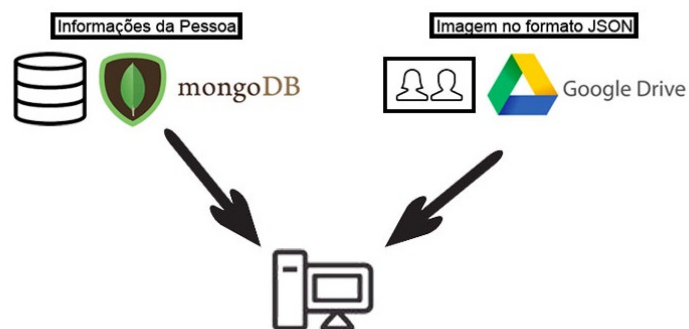 Informações da Pessoa
Imagem no formato JSON
mongoDB
Google Drive